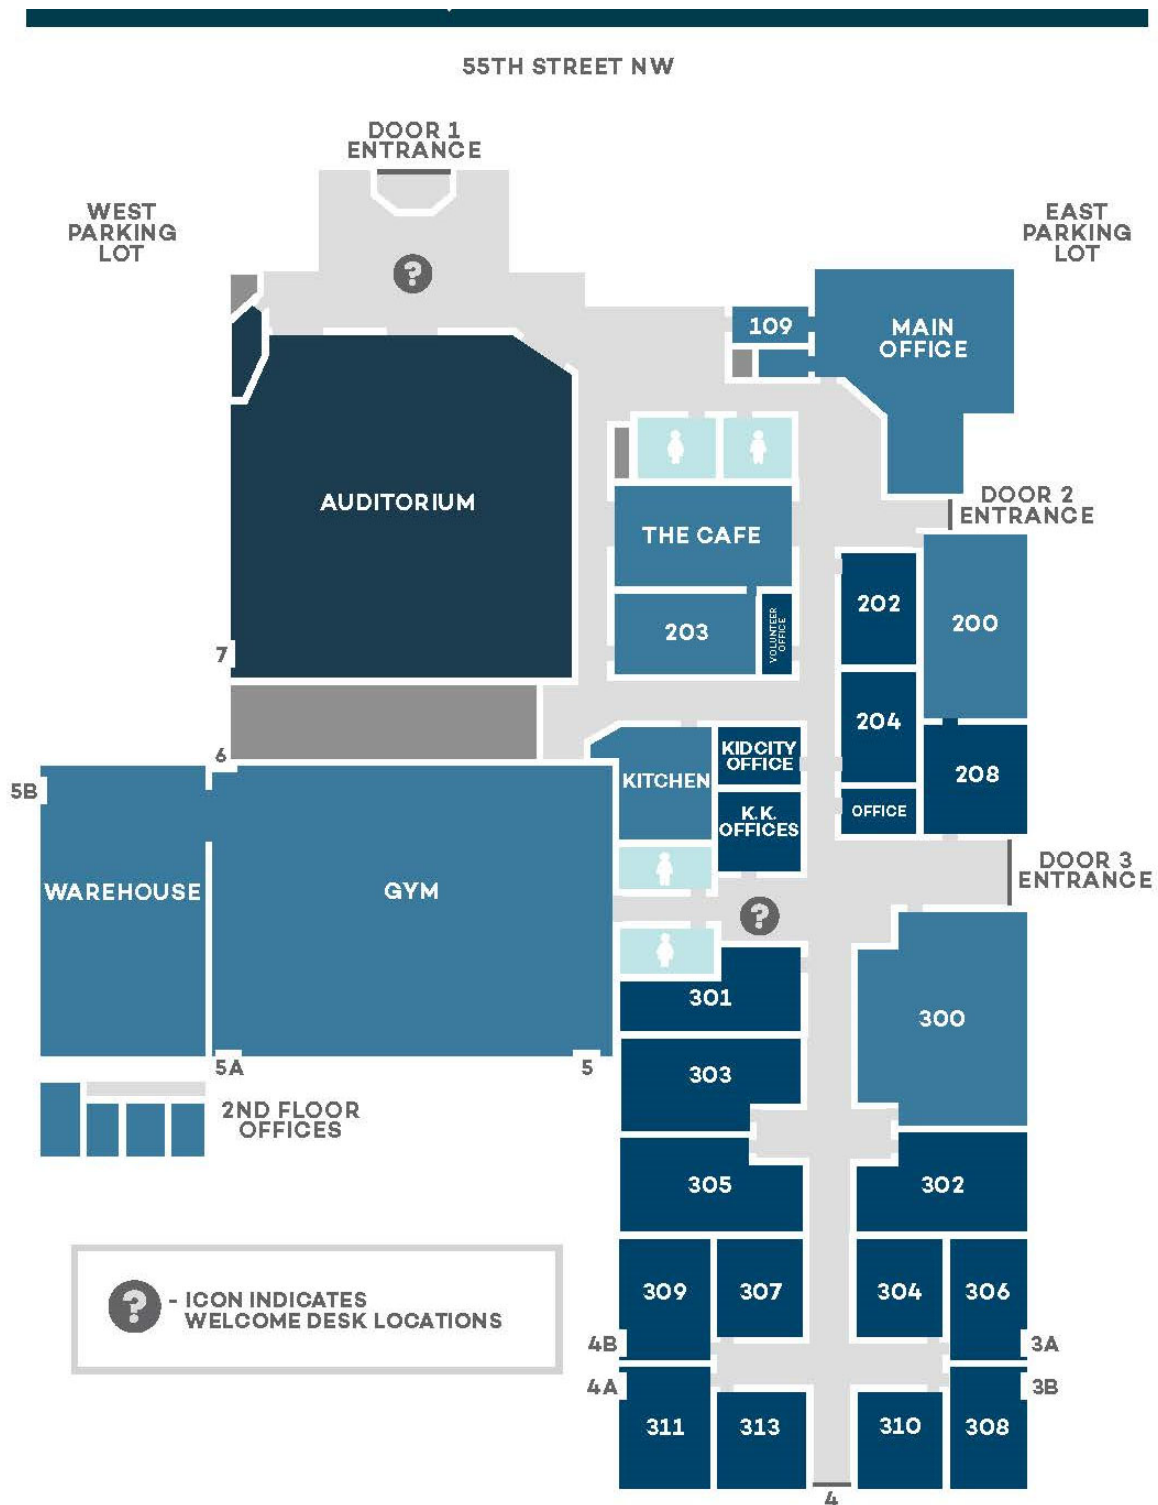 55TH STREET NW
DOOR 1
ENTRANCE
WEST
PARKING
LOT
EAST
PARKING
LOT
?
109
MAIN
OFFICE
AUDITORIUM
THE CAFE
DOOR 2
ENTRANCE
203
VOLUNTEER
OFFICE
202
200
7
204
6
KITCHEN
KIDCITY
OFFICE
208
5B
K.K.
OFFICES
OFFICE
WAREHOUSE
GYM
DOOR 3
ENTRANCE
?
301
300
303
5A
5
2ND FLOOR
OFFICES
305
302
309
307
304
306
?
- ICON INDICATES
WELCOME DESK LOCATIONS
4B
3A
4A
3B
311
313
310
308
4